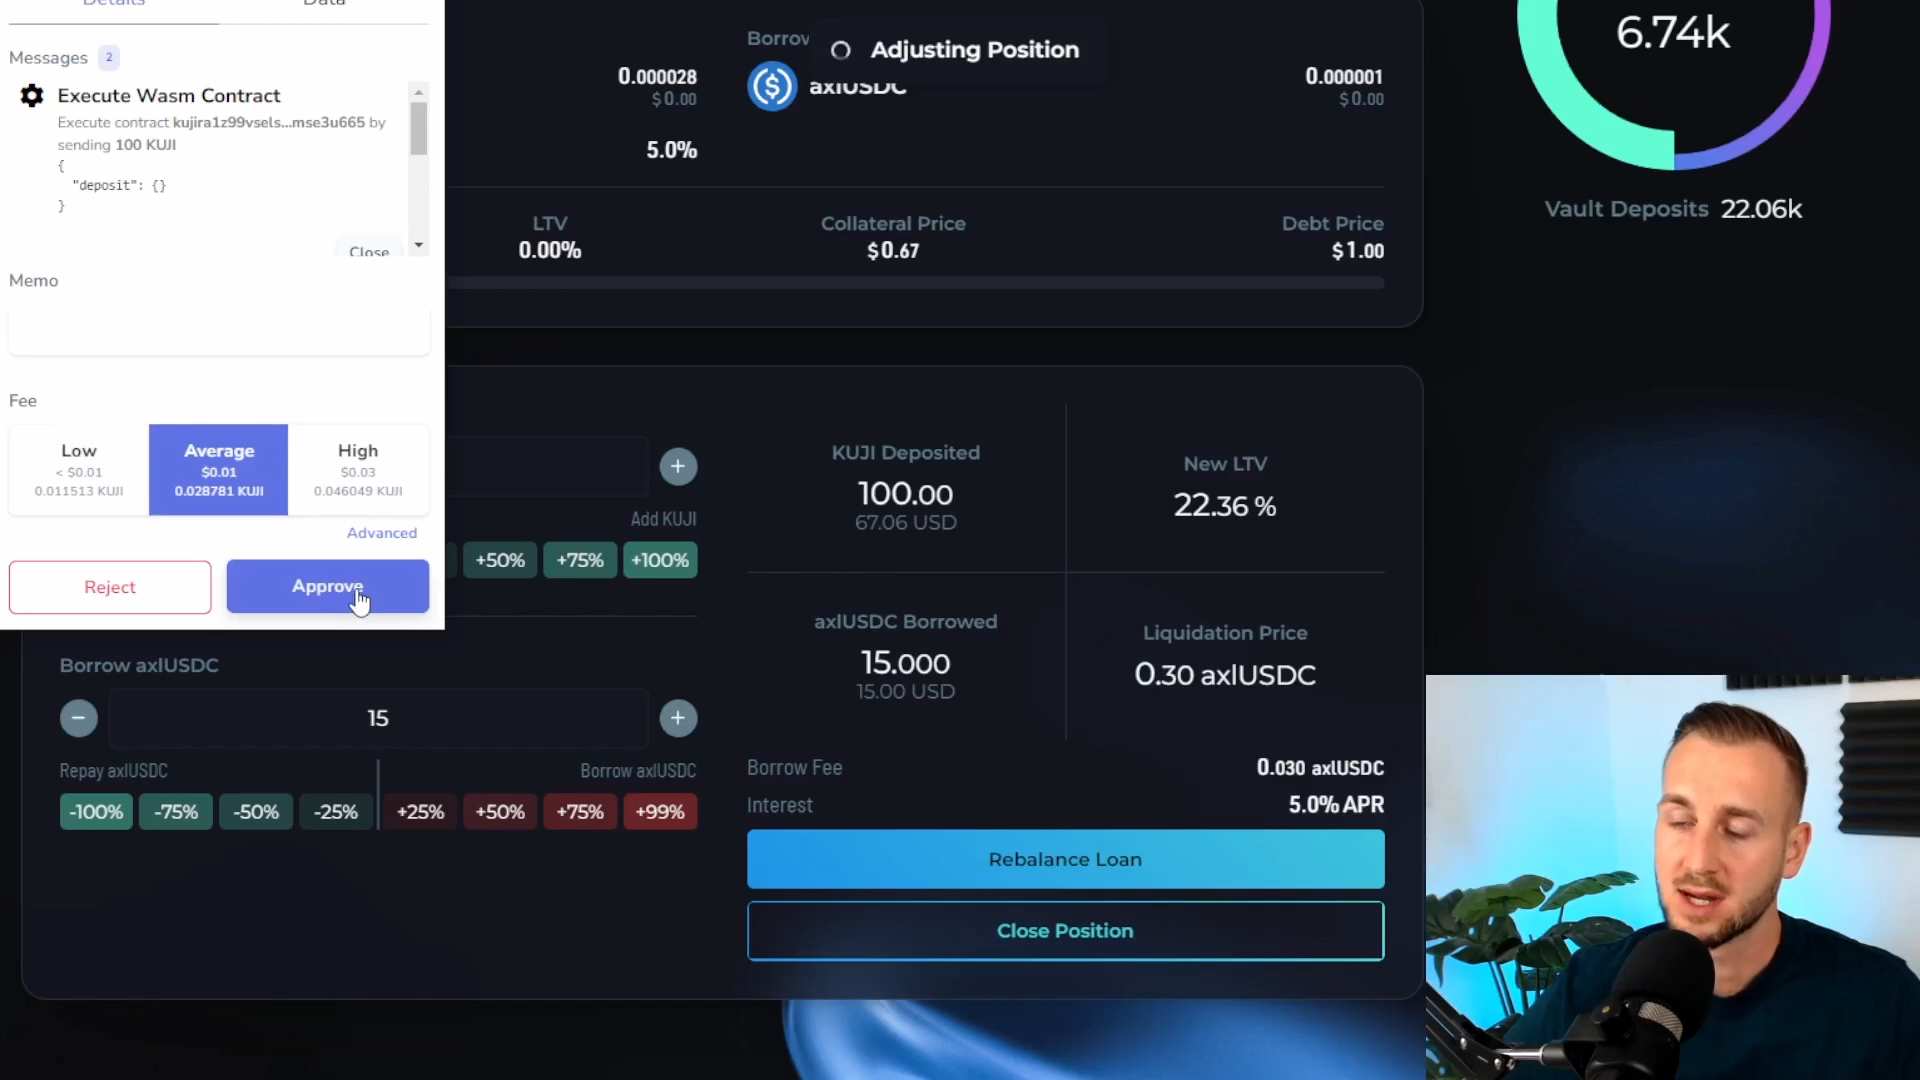 Details Data
Messages 2
Execute Wasm Contract
Execute contract kujira1z99vsels...mse3u665 by
sending 100 KUJI
{
"deposit": {}
}
Close
Memo
Fee
Low
< $0.01
0.011513 KUJI
Average
$0.01
0.028781 KUJI
High
$0.03
0.046049 KUJI
Advanced
Reject
Approve
Adjusting Position
0.000028
$0.00
5.0%
Borrow
axlUSDC
0.000001
$0.00
LTV
0.00%
Collateral Price
$0.67
Debt Price
$1.00
6.74k
Vault Deposits 22.06k
+
Add KUJI
+50% +75% +100%
Borrow axlUSDC
− 15 +
Repay axlUSDC Borrow axlUSDC
-100% -75% -50% -25% +25% +50% +75% +99%
KUJI Deposited
100.00
67.06 USD
New LTV
22.36 %
axlUSDC Borrowed
15.000
15.00 USD
Liquidation Price
0.30 axlUSDC
Borrow Fee 0.030 axlUSDC
Interest 5.0% APR
Rebalance Loan
Close Position